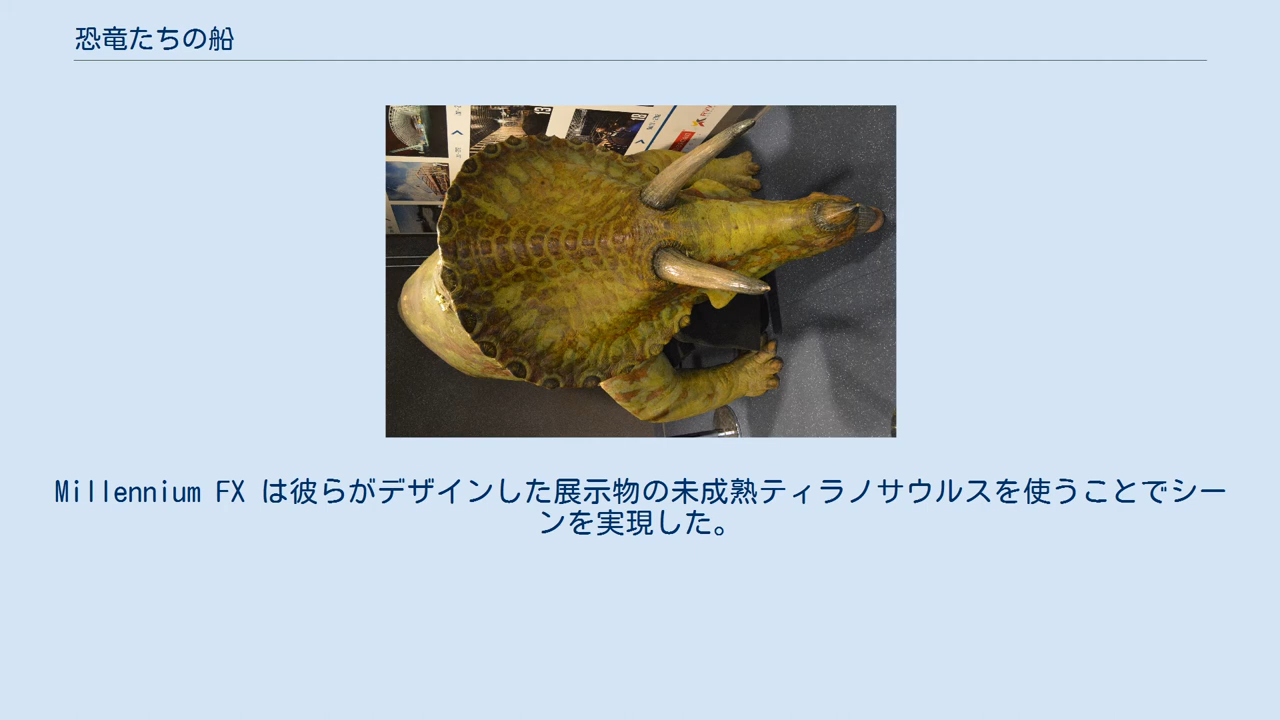 恐竜たちの船
Millennium FX は彼らがデザインした展示物の未成熟ティラノサウルスを使うことでシー
ンを実現した。